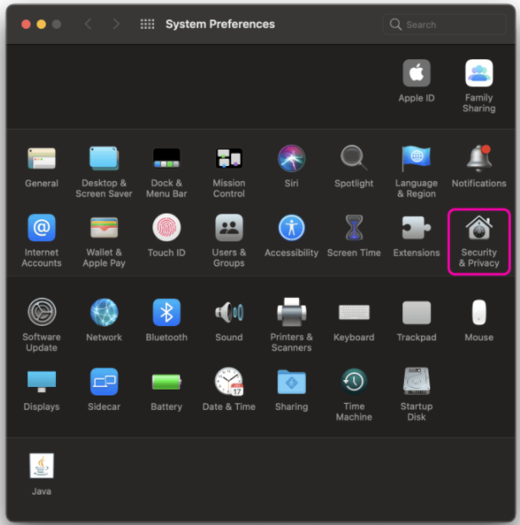 System Preferences
Search
Apple ID
Family
Sharing
General
Desktop &
Screen Saver
Dock &
Menu Bar
Mission
Control
Siri
Spotlight
Language
& Region
Notifications
Internet
Accounts
Wallet &
Apple Pay
Touch ID
Users &
Groups
Accessibility
Screen Time
Extensions
Security
& Privacy
Software
Update
Network
Bluetooth
Sound
Printers &
Scanners
Keyboard
Trackpad
Mouse
Displays
Sidecar
Battery
Date & Time
Sharing
Time
Machine
Startup
Disk
Java